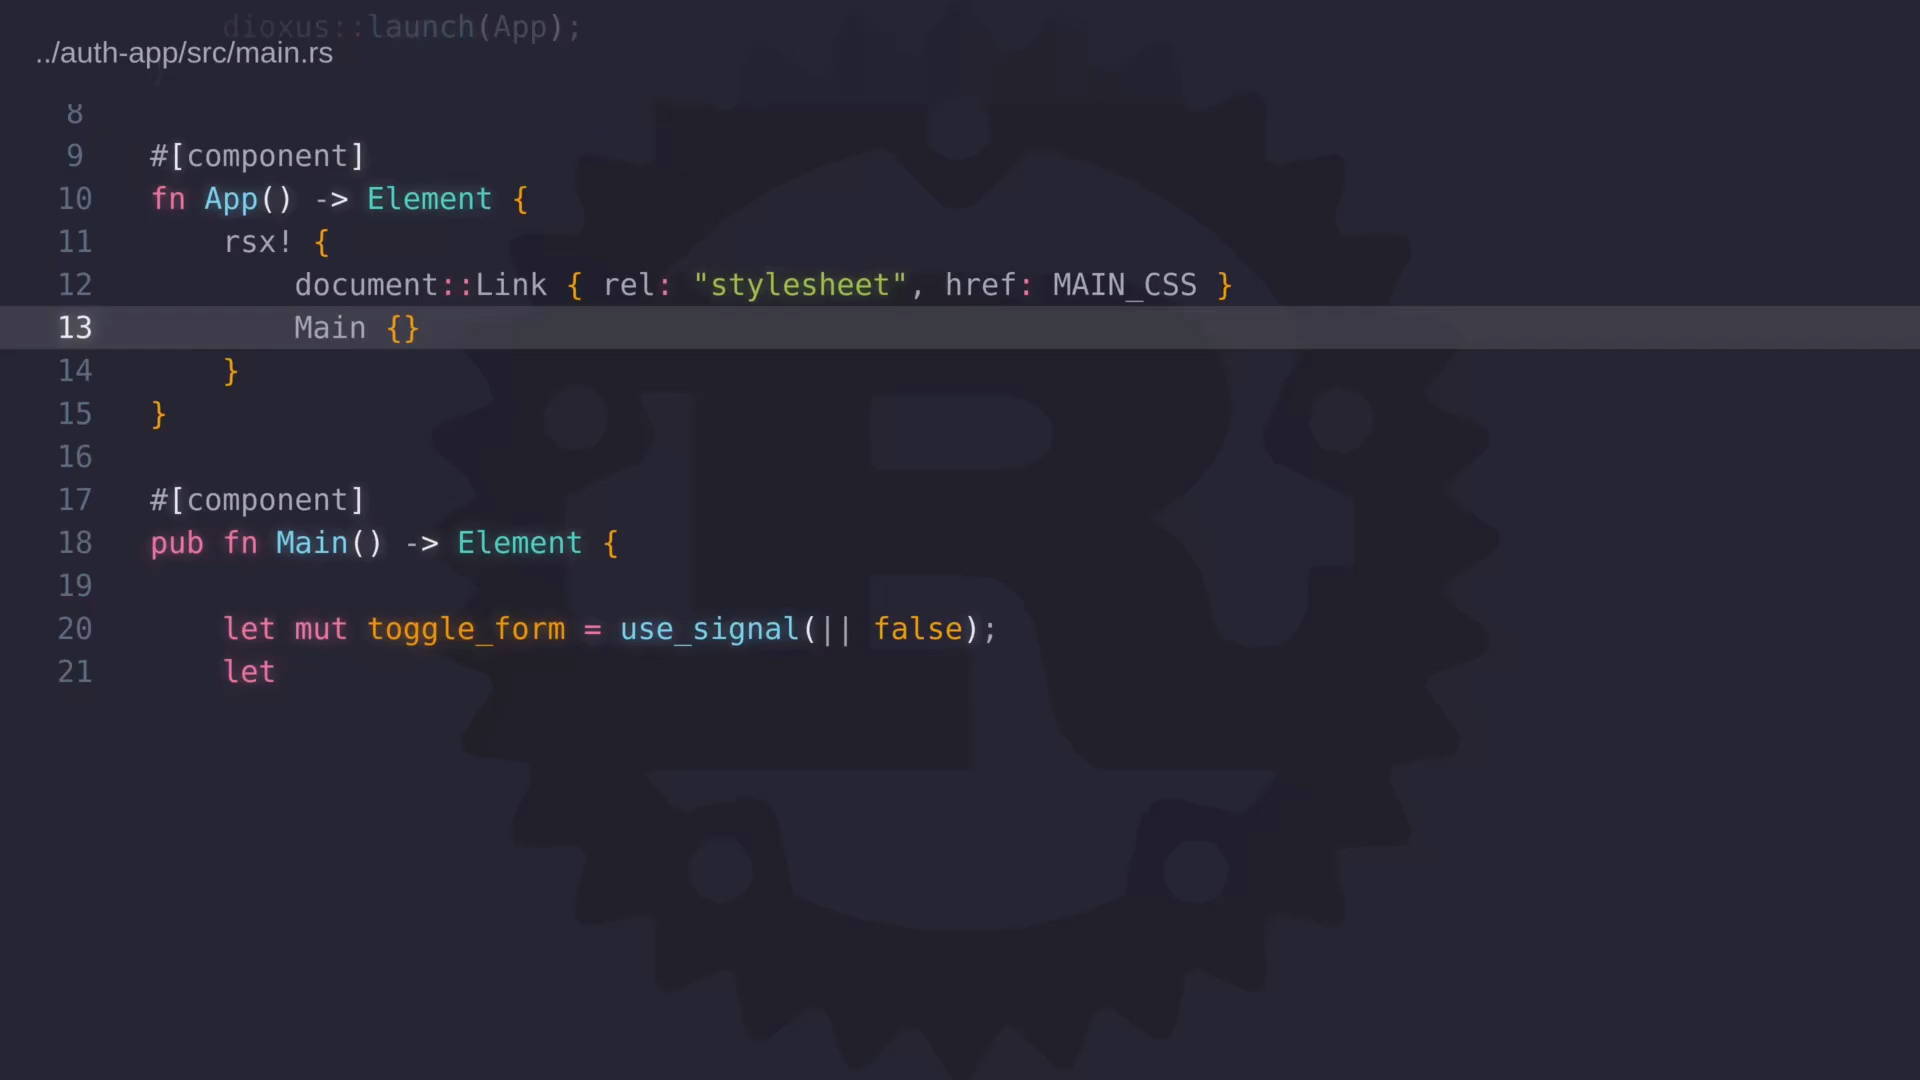 dioxus::launch(App);
../auth-app/src/main.rs
}
8
9 #[component]
10 fn App() -> Element {
11 rsx! {
12 document::Link { rel: "stylesheet", href: MAIN_CSS }
13 Main {}
14 }
15 }
16
17 #[component]
18 pub fn Main() -> Element {
19
20 let mut toggle_form = use_signal(|| false);
21 let
R